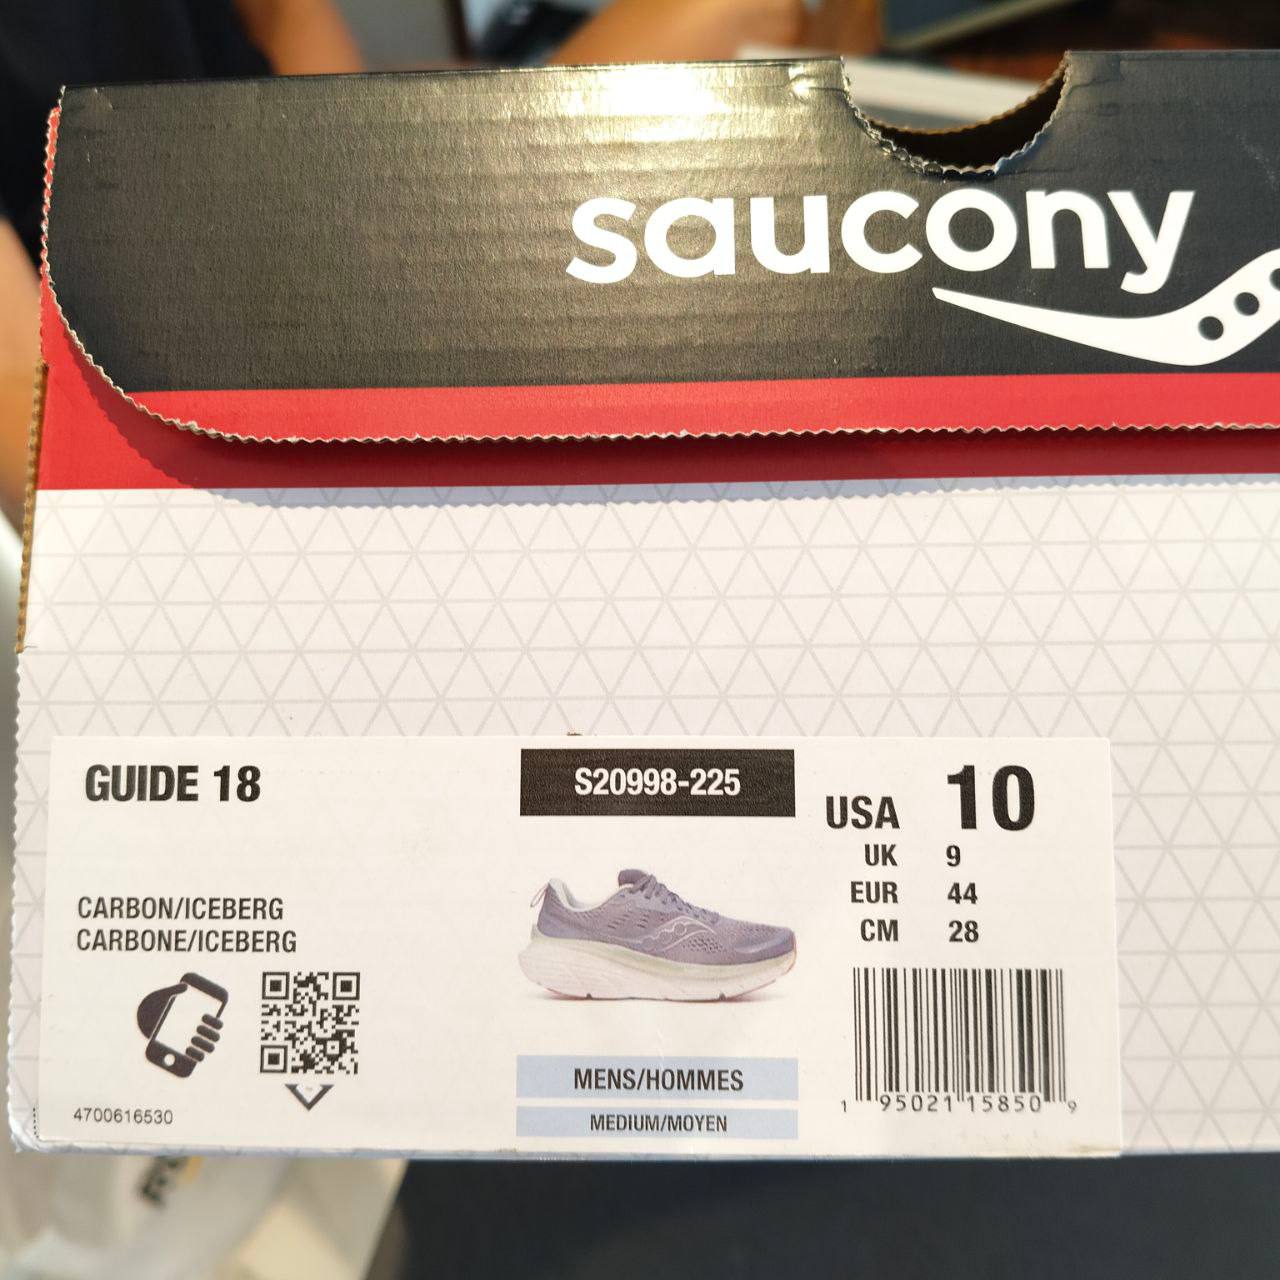 saucony
GUIDE 18
S20998-225
USA 10
UK 9
EUR 44
CM 28
CARBON/ICEBERG
CARBONE/ICEBERG
MENS/HOMMES
MEDIUM/MOYEN
4700616530
1 95021 15850 9